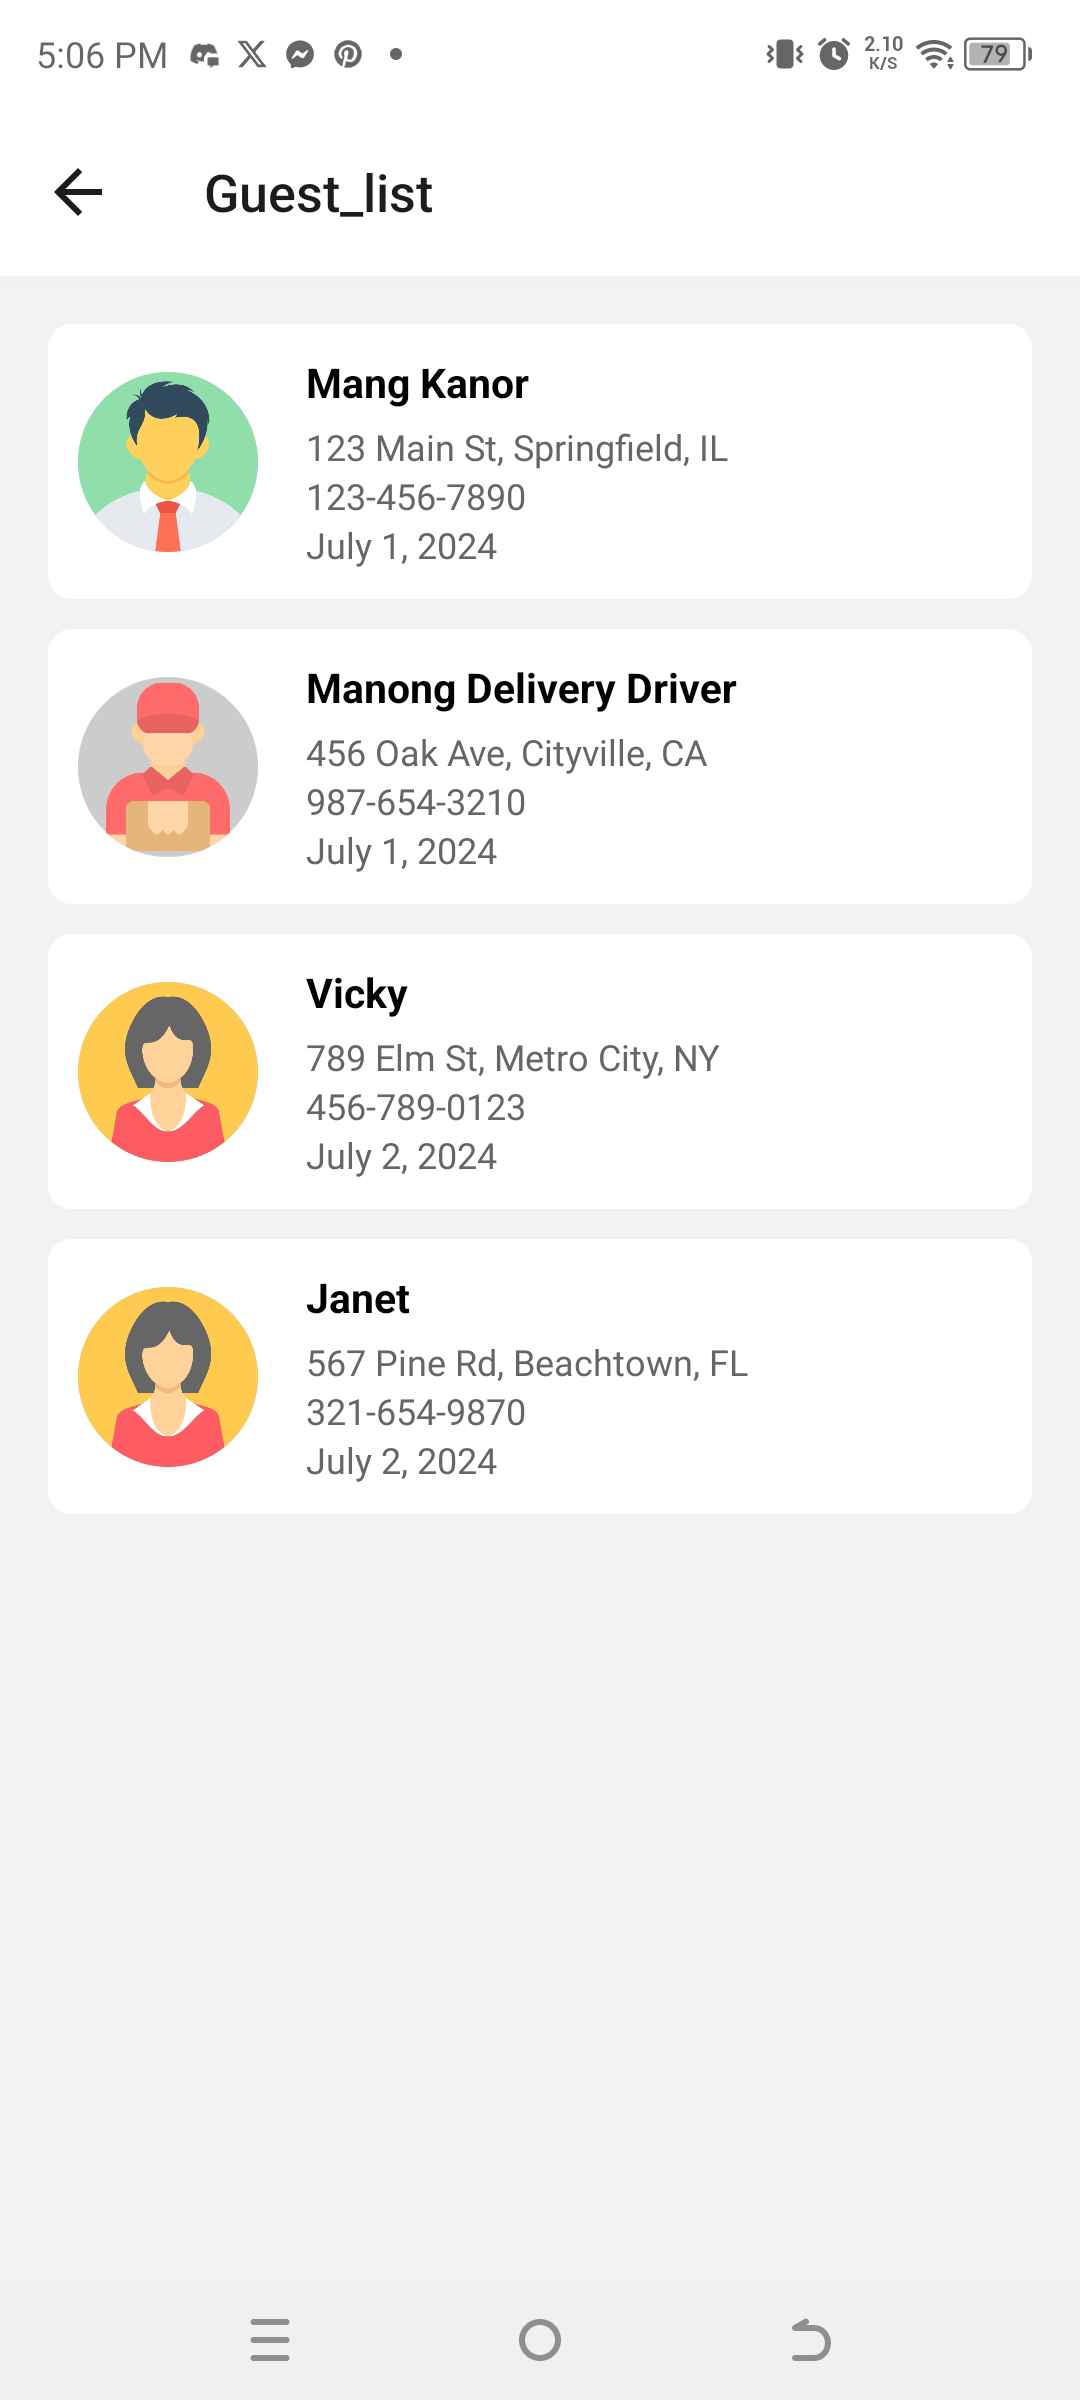 5:06 PM
2.10
K/S
79
Guest_list
Mang Kanor
123 Main St, Springfield, IL
123-456-7890
July 1, 2024
Manong Delivery Driver
456 Oak Ave, Cityville, CA
987-654-3210
July 1, 2024
Vicky
789 Elm St, Metro City, NY
456-789-0123
July 2, 2024
Janet
567 Pine Rd, Beachtown, FL
321-654-9870
July 2, 2024